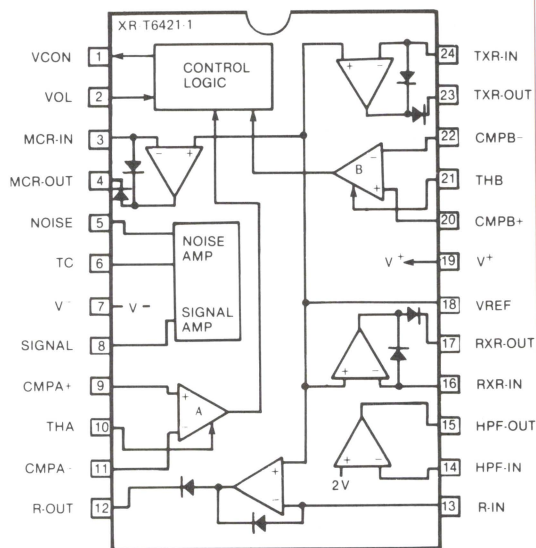 XR T6421-1
VCON 1
VOL 2
MCR-IN 3
MCR-OUT 4
NOISE 5
TC 6
V- 7 V-
SIGNAL 8
CMPA+ 9
THA 10
CMPA- 11
R-OUT 12
CONTROL
LOGIC
- +
NOISE
AMP
SIGNAL
AMP
+
A
-
24 TXR-IN
23 TXR-OUT
22 CMPB-
21 THB
20 CMPB+
19 V+
18 VREF
17 RXR-OUT
16 RXR-IN
15 HPF-OUT
14 HPF-IN
13 R-IN
+ -
-
B
+
V+
+ -
+ -
2V
+
-